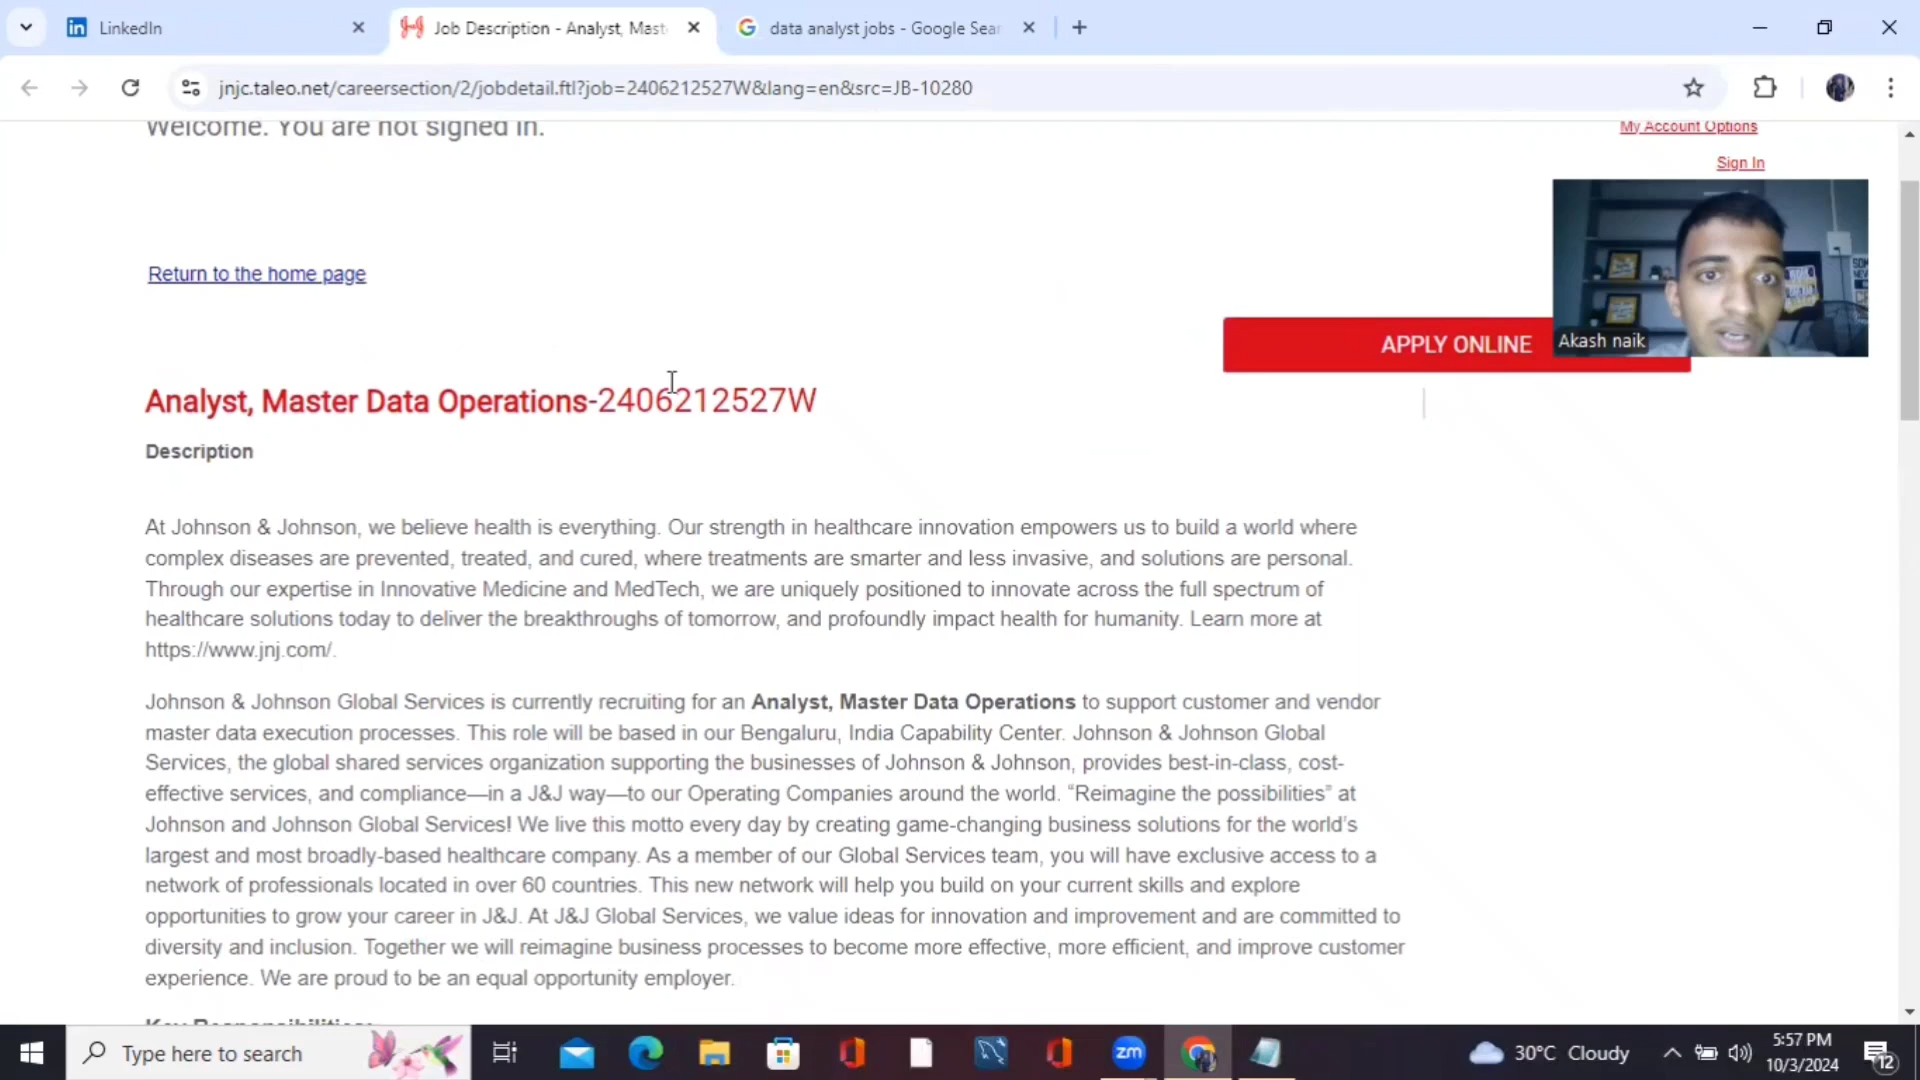 LinkedIn
Job Description - Analyst, Mast
data analyst jobs - Google Sear
jnjc.taleo.net/careersection/2/jobdetail.ftl?job=2406212527W&lang=en&src=JB-10280
Welcome. You are not signed in.
My Account Options
Sign In
Return to the home page
APPLY ONLINE
Akash naik
Analyst, Master Data Operations-2406212527W
Description
At Johnson & Johnson, we believe health is everything. Our strength in healthcare innovation empowers us to build a world where
complex diseases are prevented, treated, and cured, where treatments are smarter and less invasive, and solutions are personal.
Through our expertise in Innovative Medicine and MedTech, we are uniquely positioned to innovate across the full spectrum of
healthcare solutions today to deliver the breakthroughs of tomorrow, and profoundly impact health for humanity. Learn more at
https://www.jnj.com/.
Johnson & Johnson Global Services is currently recruiting for an Analyst, Master Data Operations to support customer and vendor
master data execution processes. This role will be based in our Bengaluru, India Capability Center. Johnson & Johnson Global
Services, the global shared services organization supporting the businesses of Johnson & Johnson, provides best-in-class, cost-
effective services, and compliance—in a J&J way—to our Operating Companies around the world. “Reimagine the possibilities” at
Johnson and Johnson Global Services! We live this motto every day by creating game-changing business solutions for the world’s
largest and most broadly-based healthcare company. As a member of our Global Services team, you will have exclusive access to a
network of professionals located in over 60 countries. This new network will help you build on your current skills and explore
opportunities to grow your career in J&J. At J&J Global Services, we value ideas for innovation and improvement and are committed to
diversity and inclusion. Together we will reimagine business processes to become more effective, more efficient, and improve customer
experience. We are proud to be an equal opportunity employer.
Key Responsibilities:
Type here to search
zm
30°C Cloudy
5:57 PM
10/3/2024
12